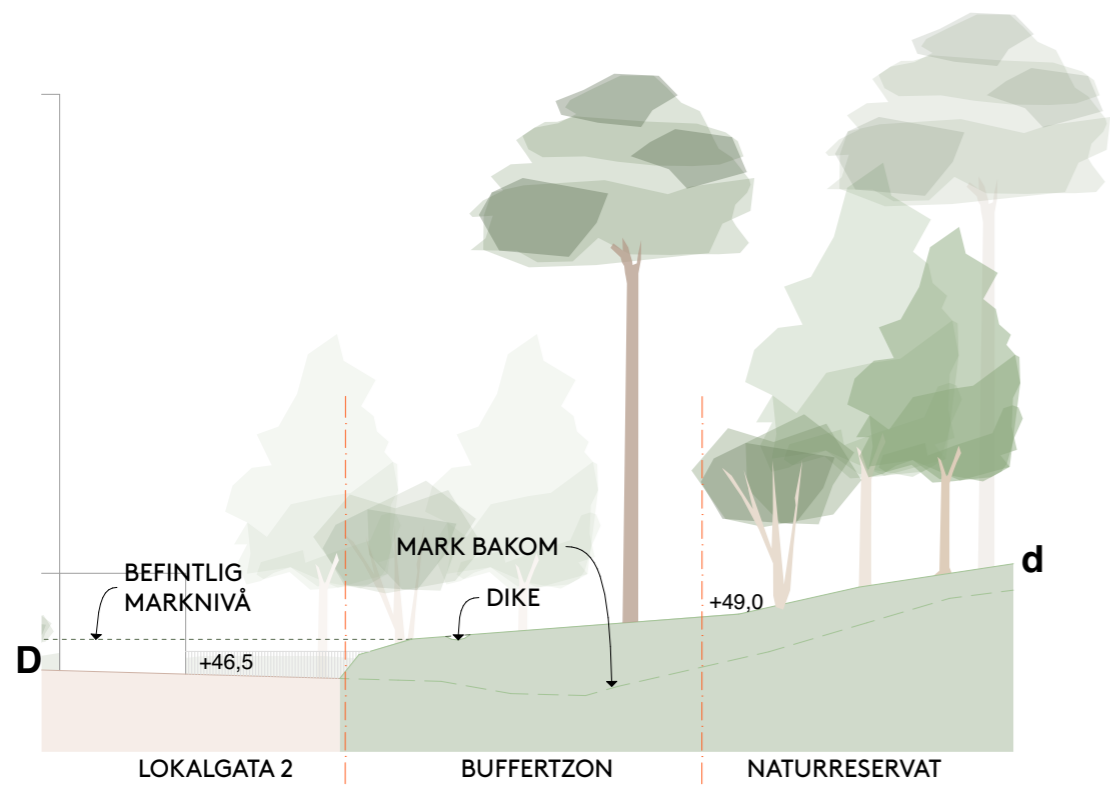 MARK BAKOM
d
BEFINTLIG
MARKNIVÅ
DIKE
+49,0
D
+46,5
LOKALGATA 2
BUFFERTZON
NATURRESERVAT